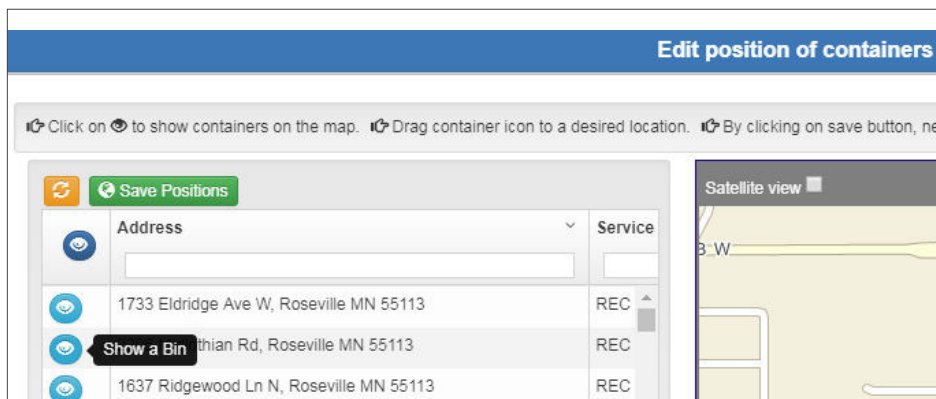 Edit position of containers
Click on to show containers on the map. Drag container icon to a desired location. By clicking on save button, ne
Save Positions
Satellite view
Address
Service
B W
1733 Eldridge Ave W, Roseville MN 55113
REC
Show a Bin
thian Rd, Roseville MN 55113
REC
1637 Ridgewood Ln N, Roseville MN 55113
REC